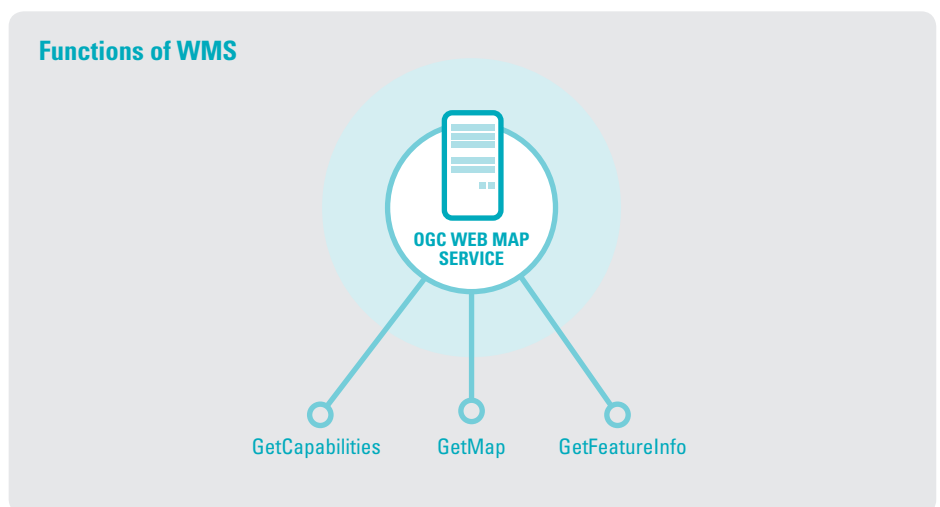 Functions of WMS
OGC WEB MAP
SERVICE
GetCapabilities
GetMap
GetFeatureInfo